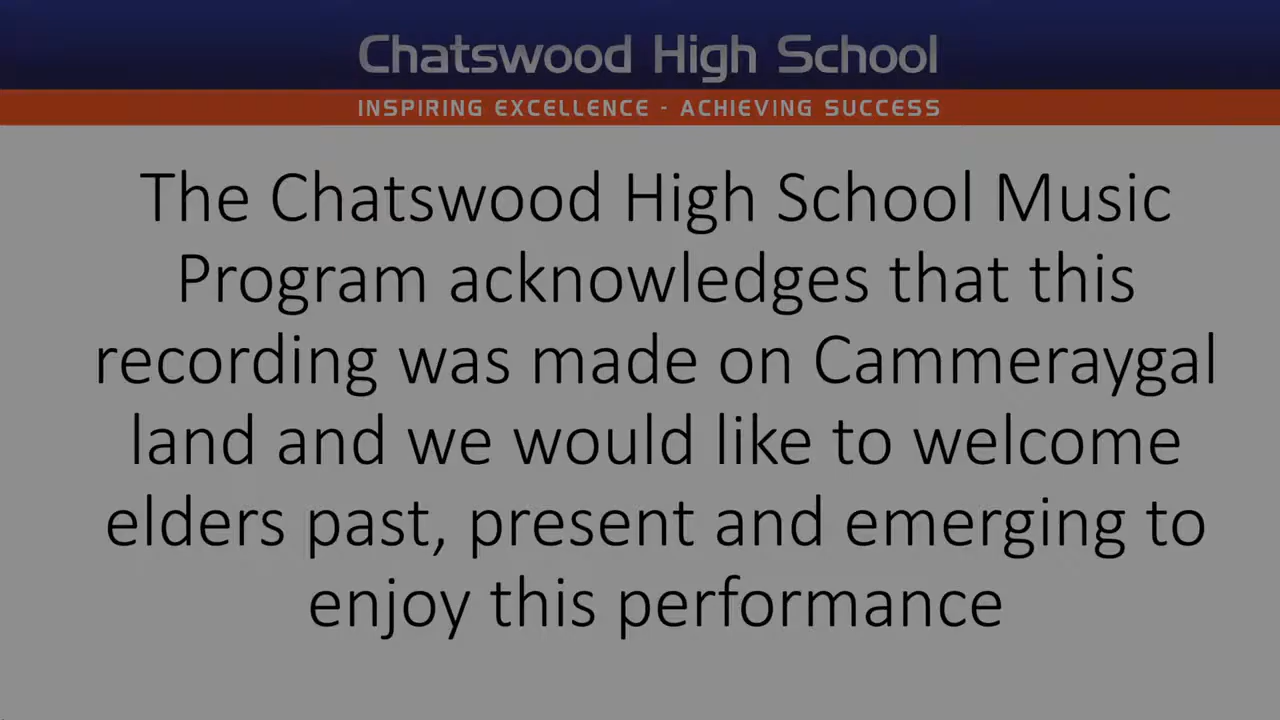 Chatswood High School
INSPIRING EXCELLENCE - ACHIEVING SUCCESS
The Chatswood High School Music
Program acknowledges that this
recording was made on Cammeraygal
land and we would like to welcome
elders past, present and emerging to
enjoy this performance